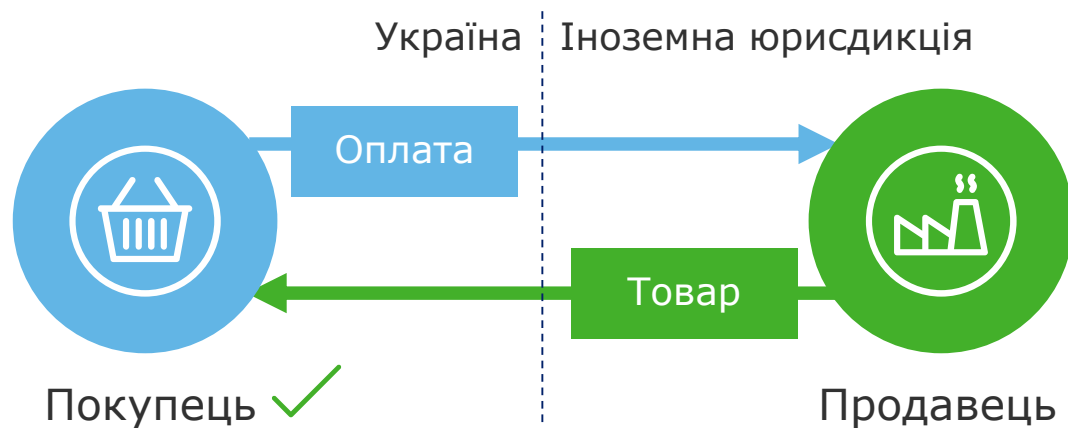 Україна
Іноземна юрисдикція
Оплата
Товар
Покупець
Продавець